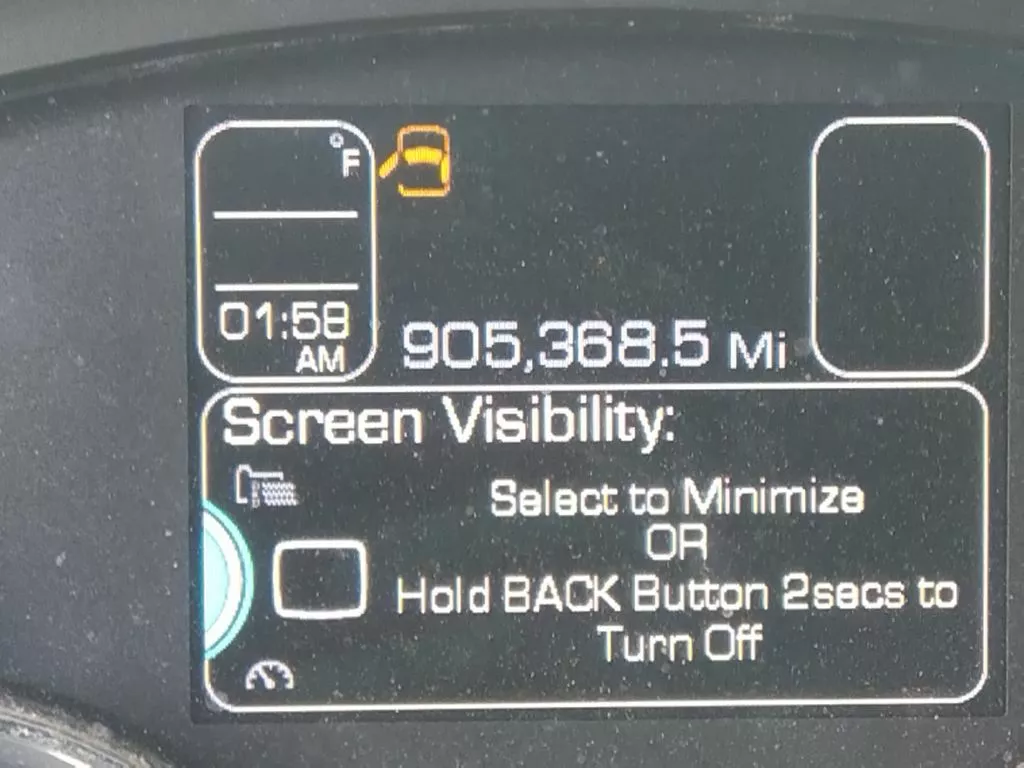 °F
01:58
AM
905,368.5 Mi
Screen Visibility:
Select to Minimize
OR
Hold BACK Button 2secs to
Turn Off